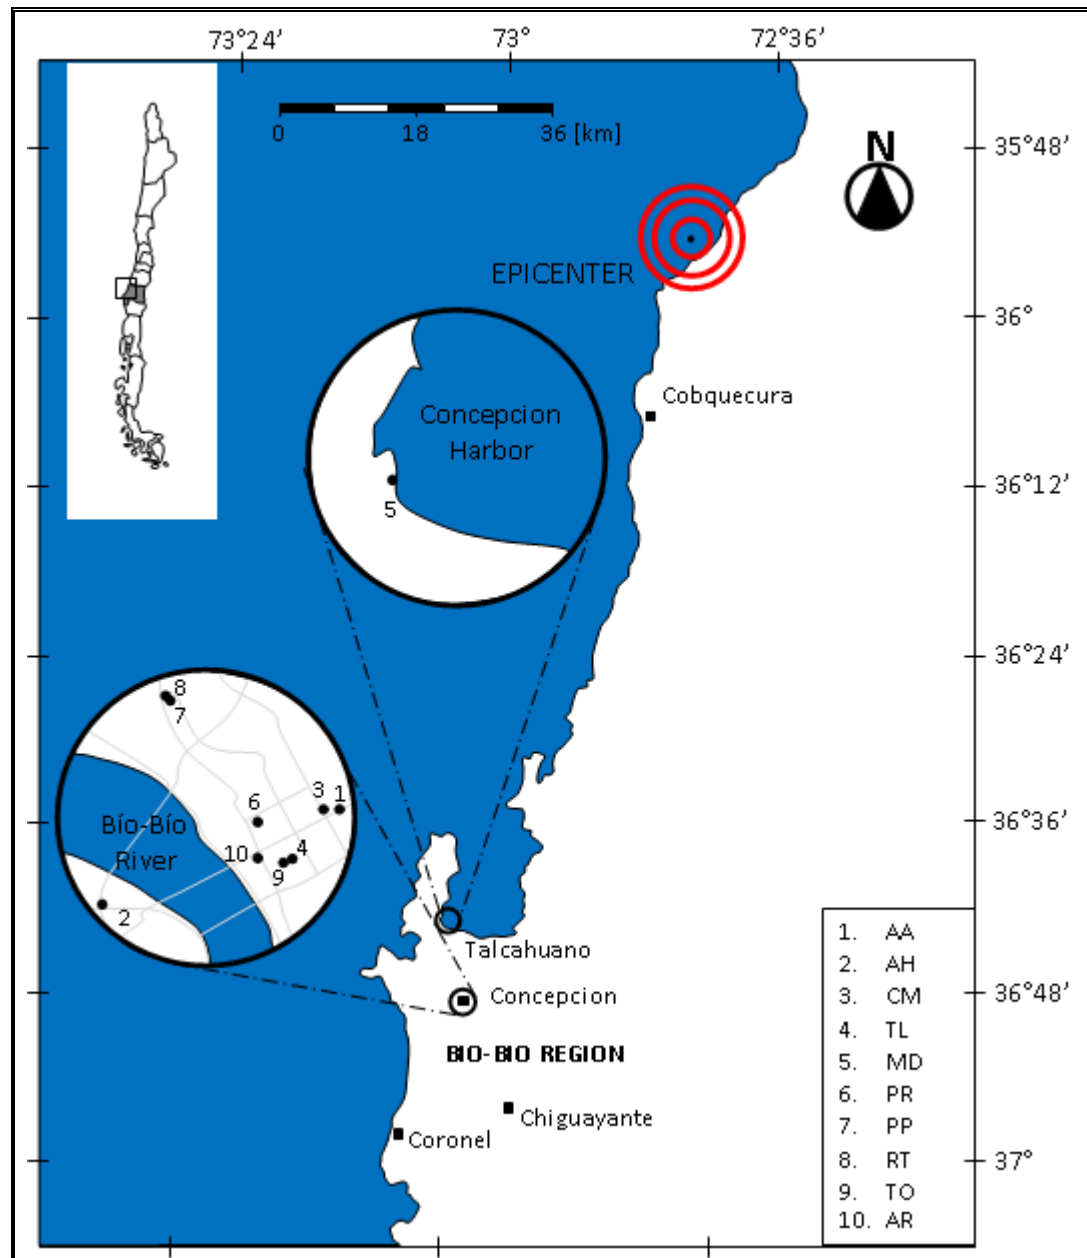 73°24’ 73° 72°36’
0 18 36 [km]
N
35°48’
EPICENTER
36°
Cobquecura
Concepcion
Harbor
5
36°12’
36°24’
8
7
3 1
6
Bío-Bío
River
10
4
9
2
36°36’
Talcahuano
Concepcion
36°48’
BIO-BIO REGION
Chiguayante
Coronel
37°
1. AA
2. AH
3. CM
4. TL
5. MD
6. PR
7. PP
8. RT
9. TO
10. AR